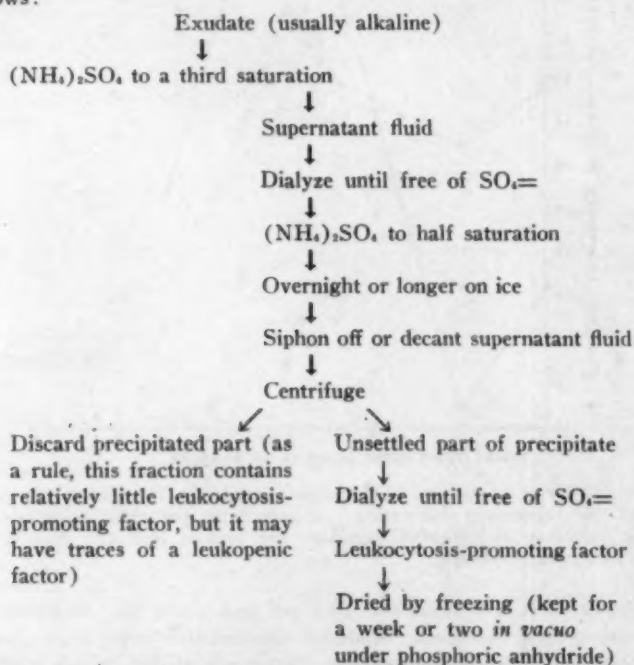 Exudate (usually alkaline)
↓
(NH₄)₂SO₄ to a third saturation
↓
Supernatant fluid
↓
Dialyze until free of SO₄=
↓
(NH₄)₂SO₄ to half saturation
↓
Overnight or longer on ice
↓
Siphon off or decant supernatant fluid
↓
Centrifuge
↙ ↘
Discard precipitated part (as
a rule, this fraction contains
relatively little leukocytosis-
promoting factor, but it may
have traces of a leukopenic
factor)
Unsettled part of precipitate
↓
Dialyze until free of SO₄=
↓
Leukocytosis-promoting factor
↓
Dried by freezing (kept for
a week or two in vacuo
under phosphoric anhydride)